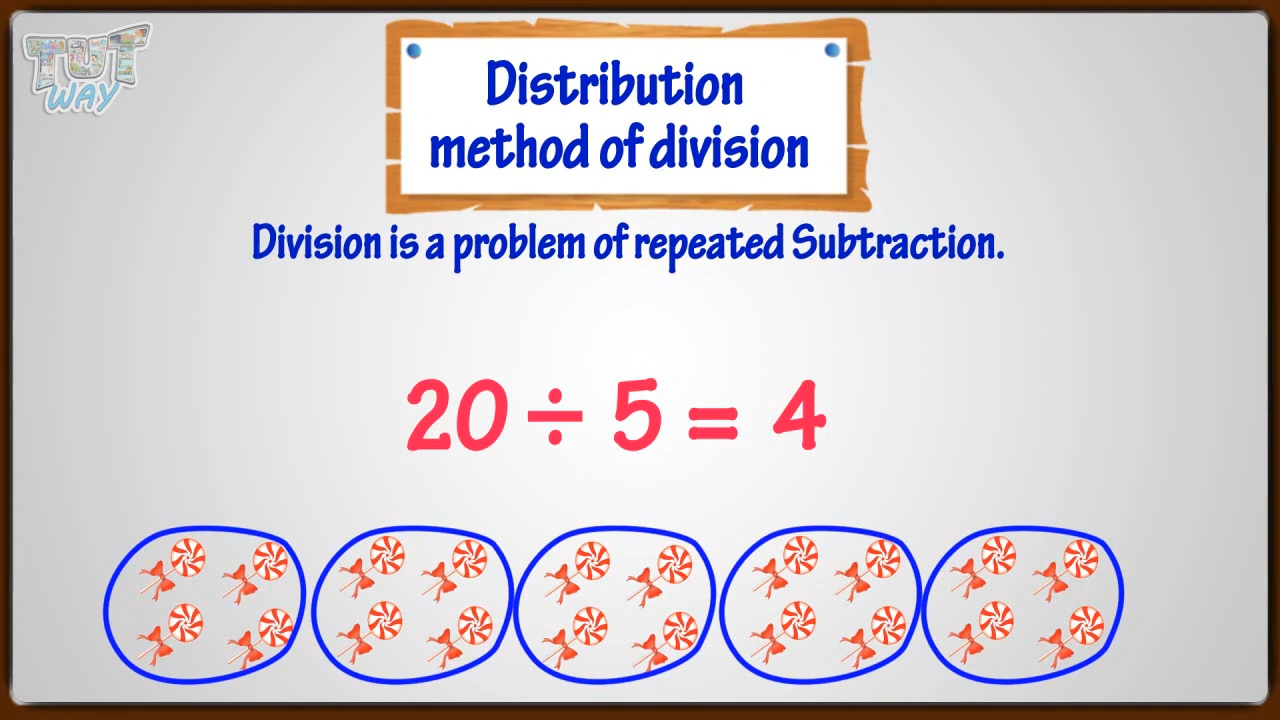 TUT
WAY
Distribution
method of division
Division is a problem of repeated Subtraction.
20 ÷ 5 = 4